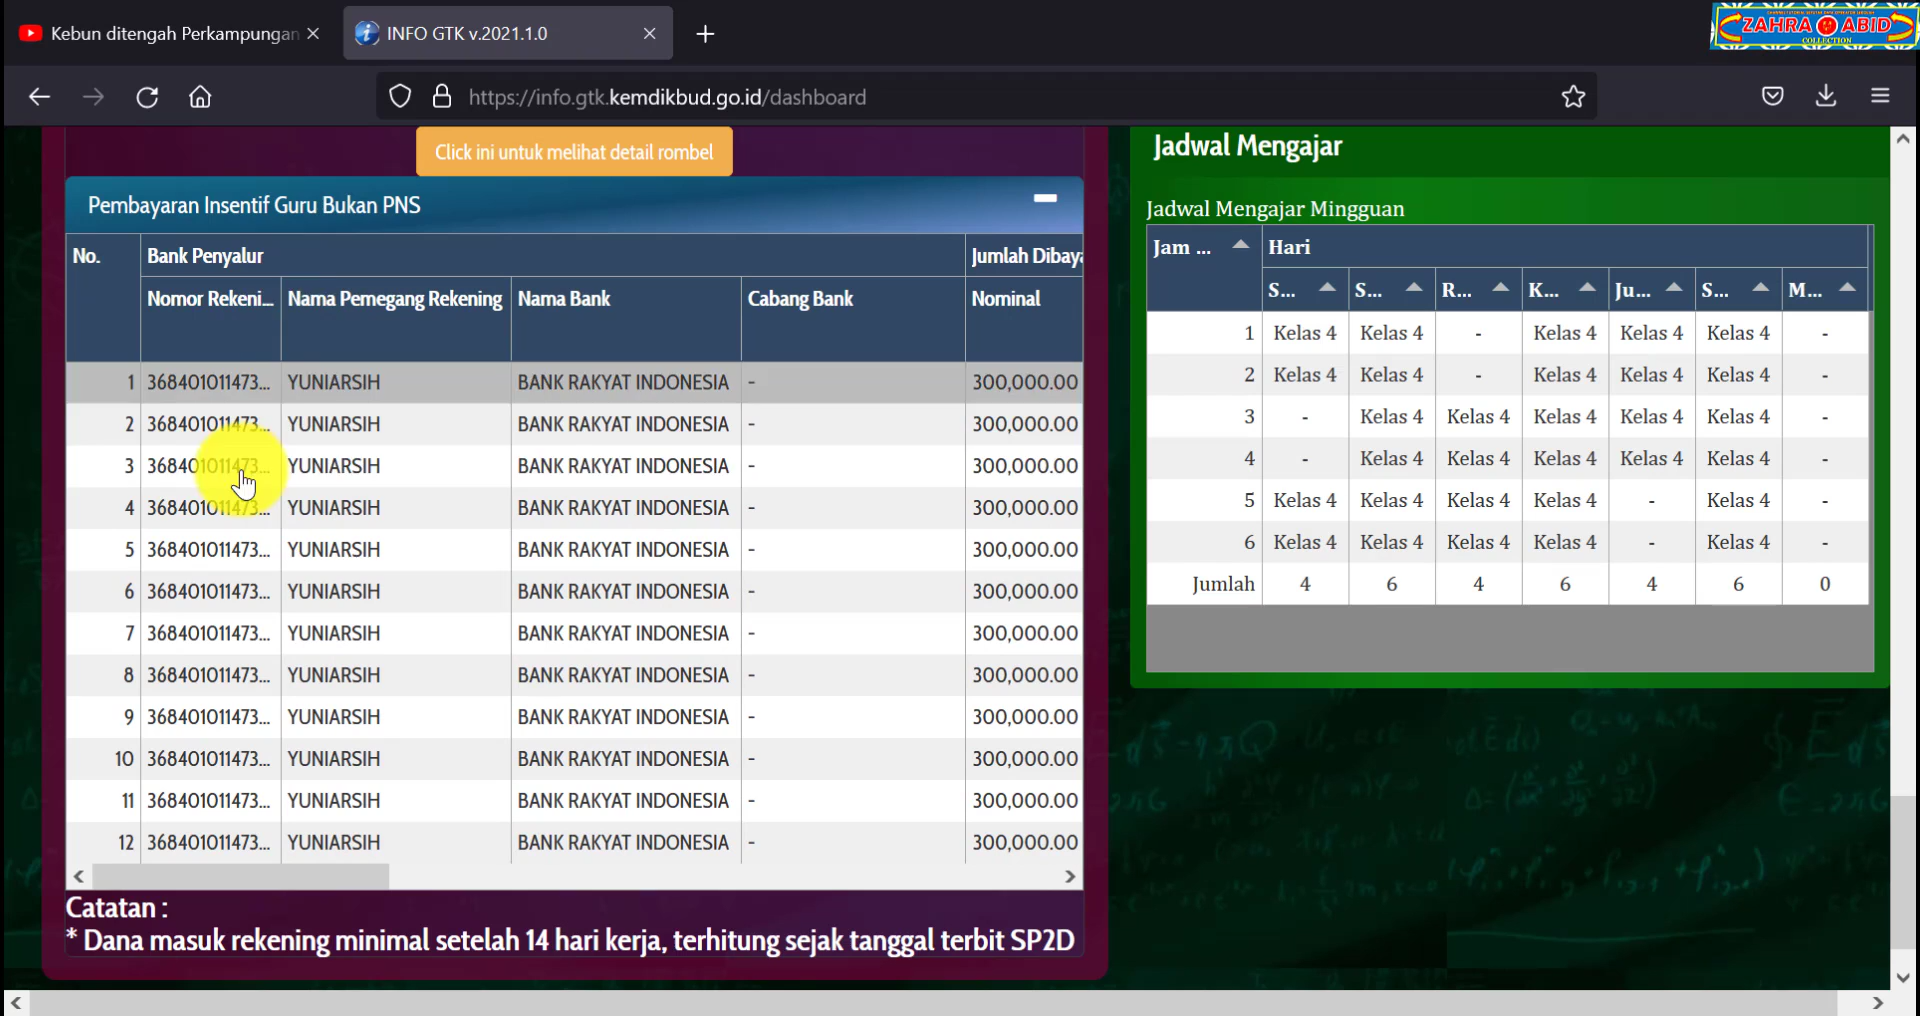 Kebun ditengah Perkampungan
INFO GTK v.2021.1.0
ZAHRA ABID
COLLECTION
https://info.gtk.kemdikbud.go.id/dashboard
Click ini untuk melihat detail rombel
Pembayaran Insentif Guru Bukan PNS
No. Bank Penyalur Jumlah Dibaya
Nomor Rekeni... Nama Pemegang Rekening Nama Bank Cabang Bank Nominal
1 368401011473... YUNIARSIH BANK RAKYAT INDONESIA - 300,000.00
2 368401011473... YUNIARSIH BANK RAKYAT INDONESIA - 300,000.00
3 368401011473... YUNIARSIH BANK RAKYAT INDONESIA - 300,000.00
4 368401011473... YUNIARSIH BANK RAKYAT INDONESIA - 300,000.00
5 368401011473... YUNIARSIH BANK RAKYAT INDONESIA - 300,000.00
6 368401011473... YUNIARSIH BANK RAKYAT INDONESIA - 300,000.00
7 368401011473... YUNIARSIH BANK RAKYAT INDONESIA - 300,000.00
8 368401011473... YUNIARSIH BANK RAKYAT INDONESIA - 300,000.00
9 368401011473... YUNIARSIH BANK RAKYAT INDONESIA - 300,000.00
10 368401011473... YUNIARSIH BANK RAKYAT INDONESIA - 300,000.00
11 368401011473... YUNIARSIH BANK RAKYAT INDONESIA - 300,000.00
12 368401011473... YUNIARSIH BANK RAKYAT INDONESIA - 300,000.00
Catatan :
* Dana masuk rekening minimal setelah 14 hari kerja, terhitung sejak tanggal terbit SP2D
Jadwal Mengajar
Jadwal Mengajar Mingguan
Jam ... Hari
S... S... R... K... Ju... S... M...
1 Kelas 4 Kelas 4 - Kelas 4 Kelas 4 Kelas 4 -
2 Kelas 4 Kelas 4 - Kelas 4 Kelas 4 Kelas 4 -
3 - Kelas 4 Kelas 4 Kelas 4 Kelas 4 Kelas 4 -
4 - Kelas 4 Kelas 4 Kelas 4 Kelas 4 Kelas 4 -
5 Kelas 4 Kelas 4 Kelas 4 Kelas 4 - Kelas 4 -
6 Kelas 4 Kelas 4 Kelas 4 Kelas 4 - Kelas 4 -
Jumlah 4 6 4 6 4 6 0